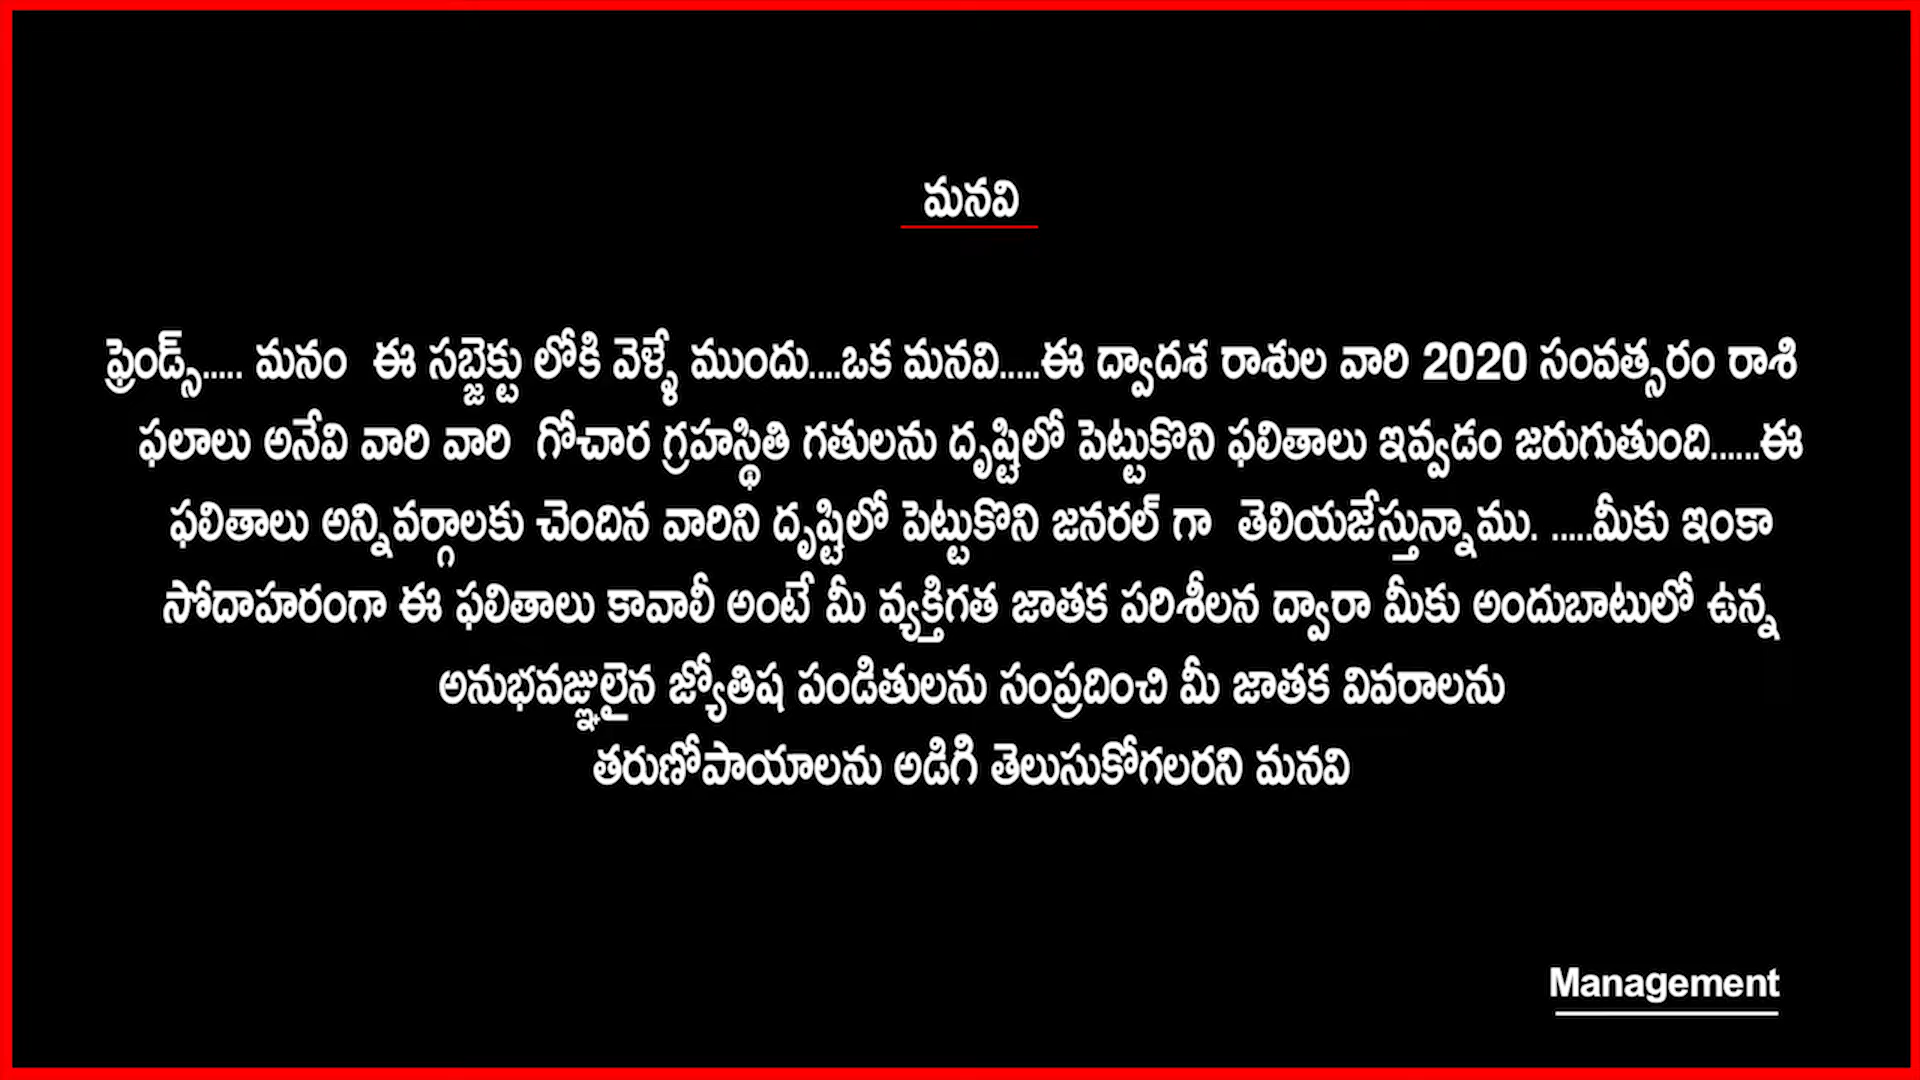 మనవి
ఫ్రెండ్స్..... మనం ఈ సబ్జెక్టు లోకి వెళ్ళే ముందు....ఒక మనవి.....ఈ ద్వాదశ రాశుల వారి 2020 సంవత్సరం రాశి
ఫలాలు అనేవి వారి వారి గోచార గ్రహస్థితి గతులను దృష్టిలో పెట్టుకొని ఫలితాలు ఇవ్వడం జరుగుతుంది......ఈ
ఫలితాలు అన్నివర్గాలకు చెందిన వారిని దృష్టిలో పెట్టుకొని జనరల్ గా తెలియజేస్తున్నాము. .....మీకు ఇంకా
సోదాహరంగా ఈ ఫలితాలు కావాలీ అంటే మీ వ్యక్తిగత జాతక పరిశీలన ద్వారా మీకు అందుబాటులో ఉన్న
అనుభవజ్ఞులైన జ్యోతిష పండితులను సంప్రదించి మీ జాతక వివరాలను
తరుణోపాయాలను అడిగి తెలుసుకోగలరని మనవి
Management